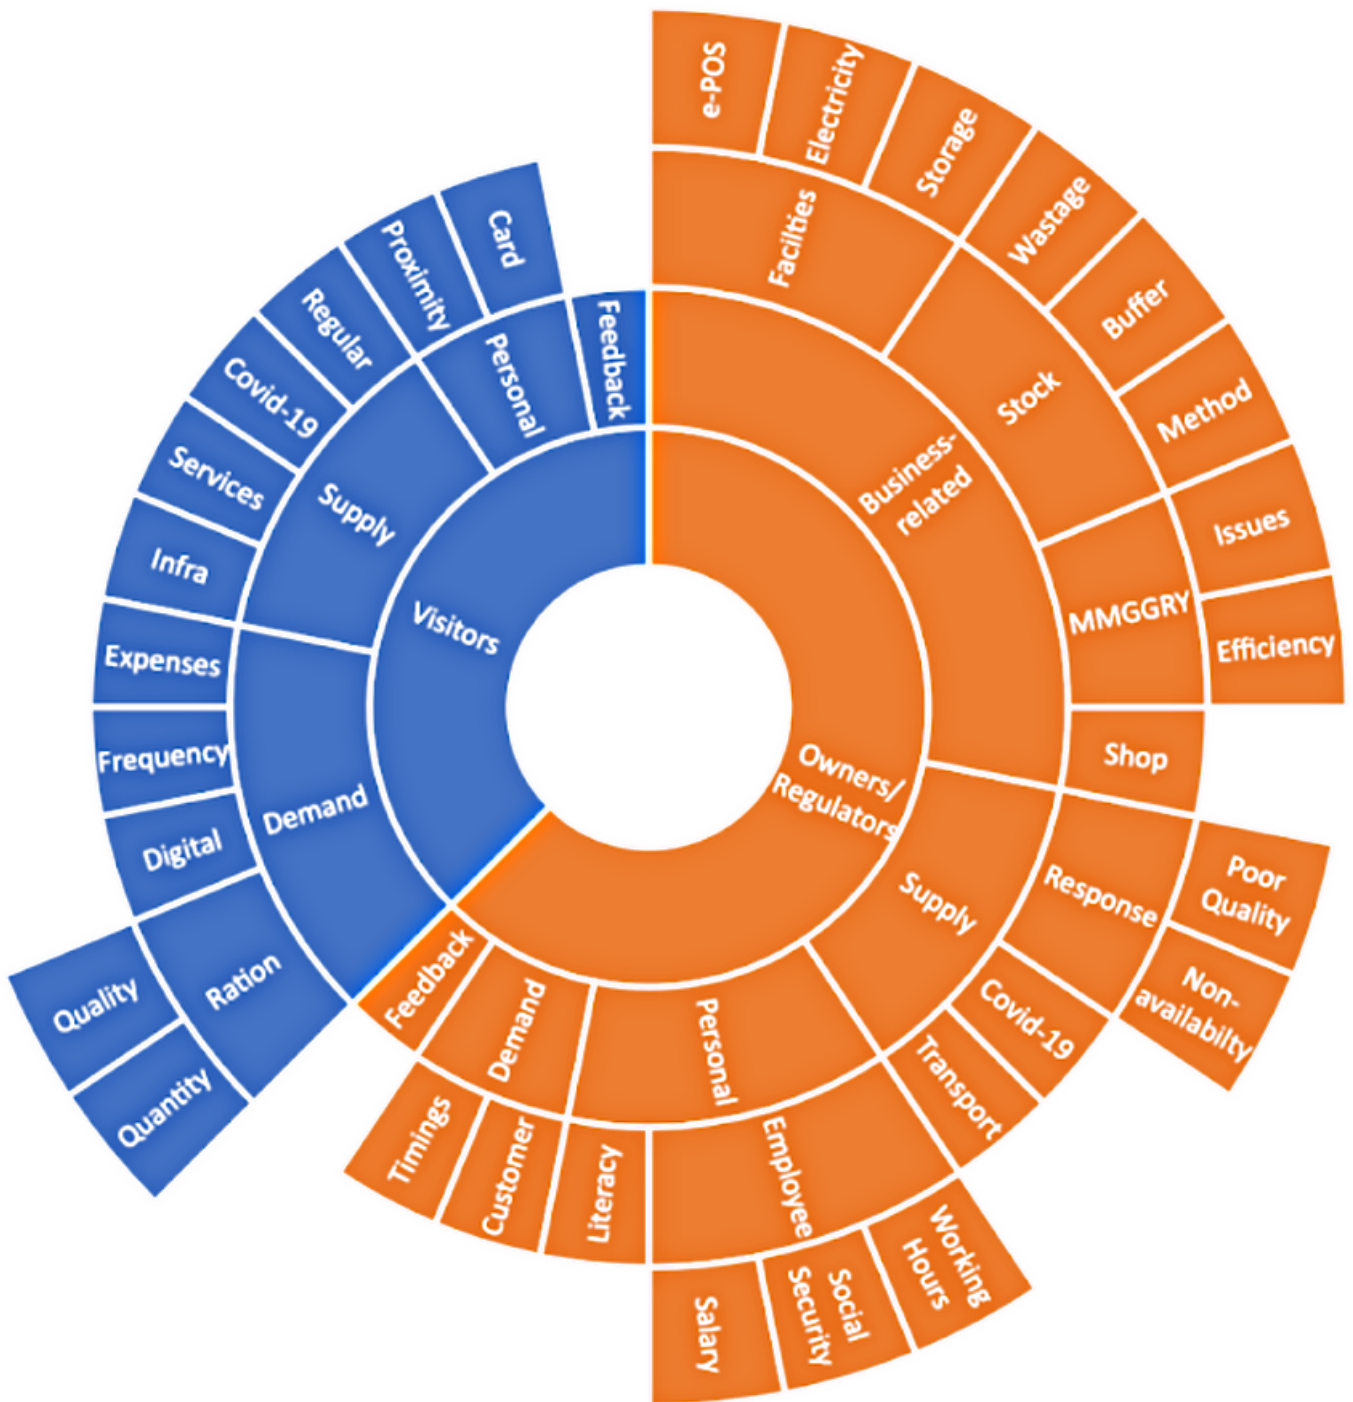 e-POS
Electricity
Storage
Wastage
Buffer
Method
Issues
Efficiency
Facilties
Stock
MMGGRY
Shop
Business-
related
Owners/
Regulators
Supply
Response
Poor
Quality
Non-
availabilty
Covid-19
Transport
Personal
Employee
Working
Hours
Social
Security
Salary
Literacy
Demand
Customer
Timings
Feedback
Visitors
Demand
Ration
Quantity
Quality
Digital
Frequency
Expenses
Supply
Infra
Services
Covid-19
Regular
Personal
Proximity
Card
Feedback